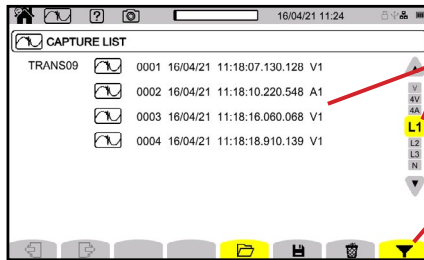 ? 16/04/21 11:24
CAPTURE LIST
TRANS09 0001 16/04/21 11:18:07.130.128 V1
0002 16/04/21 11:18:10.220.548 A1
0003 16/04/21 11:18:16.060.068 V1
0004 16/04/21 11:18:18.910.139 V1
V
4V
4A
L1
L2
L3
N